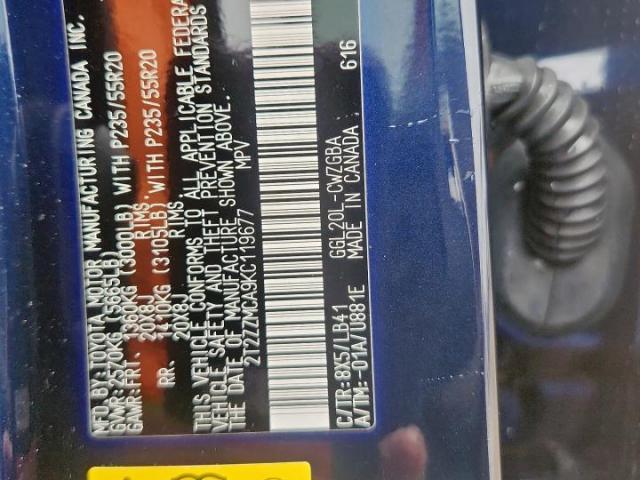 MFD. BY: TOYOTA MOTOR MANUFACTURING CANADA INC.
GVWR: 2570KG (5665LB)
GAWR: FRT. 1360KG (3000LB) WITH P235/55R20
20X8J RIMS,
RR. 1410KG (3105LB) WITH P235/55R20
20X8J RIMS
THIS VEHICLE CONFORMS TO ALL APPLICABLE FEDERA
VEHICLE SAFETY AND THEFT PREVENTION STANDARDS
THE DATE OF MANUFACTURE SHOWN ABOVE.
2T2ZZMCA9KC119677 MPV
C/TR: 8X5/LB41 GGL20L-CWZGBA 616
A/TM: -01A/U881E MADE IN CANADA